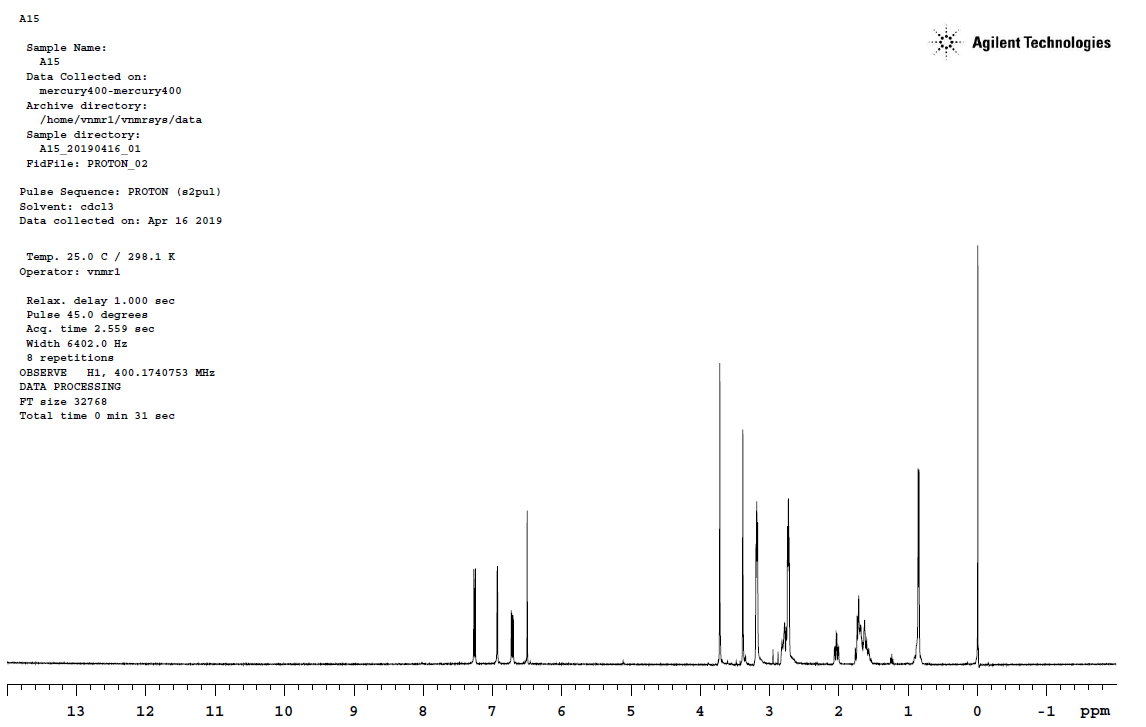 A15
Agilent Technologies
Sample Name:
A15
Data Collected on:
mercury400-mercury400
Archive directory:
/home/vnmr1/vnmrsys/data
Sample directory:
A15_20190416_01
FidFile: PROTON_02
Pulse Sequence: PROTON (s2pul)
Solvent: cdcl3
Data collected on: Apr 16 2019
Temp. 25.0 C / 298.1 K
Operator: vnmr1
Relax. delay 1.000 sec
Pulse 45.0 degrees
Acq. time 2.559 sec
Width 6402.0 Hz
8 repetitions
OBSERVE H1, 400.1740753 MHz
DATA PROCESSING
FT size 32768
Total time 0 min 31 sec
13 12 11 10 9 8 7 6 5 4 3 2 1 0 -1 ppm